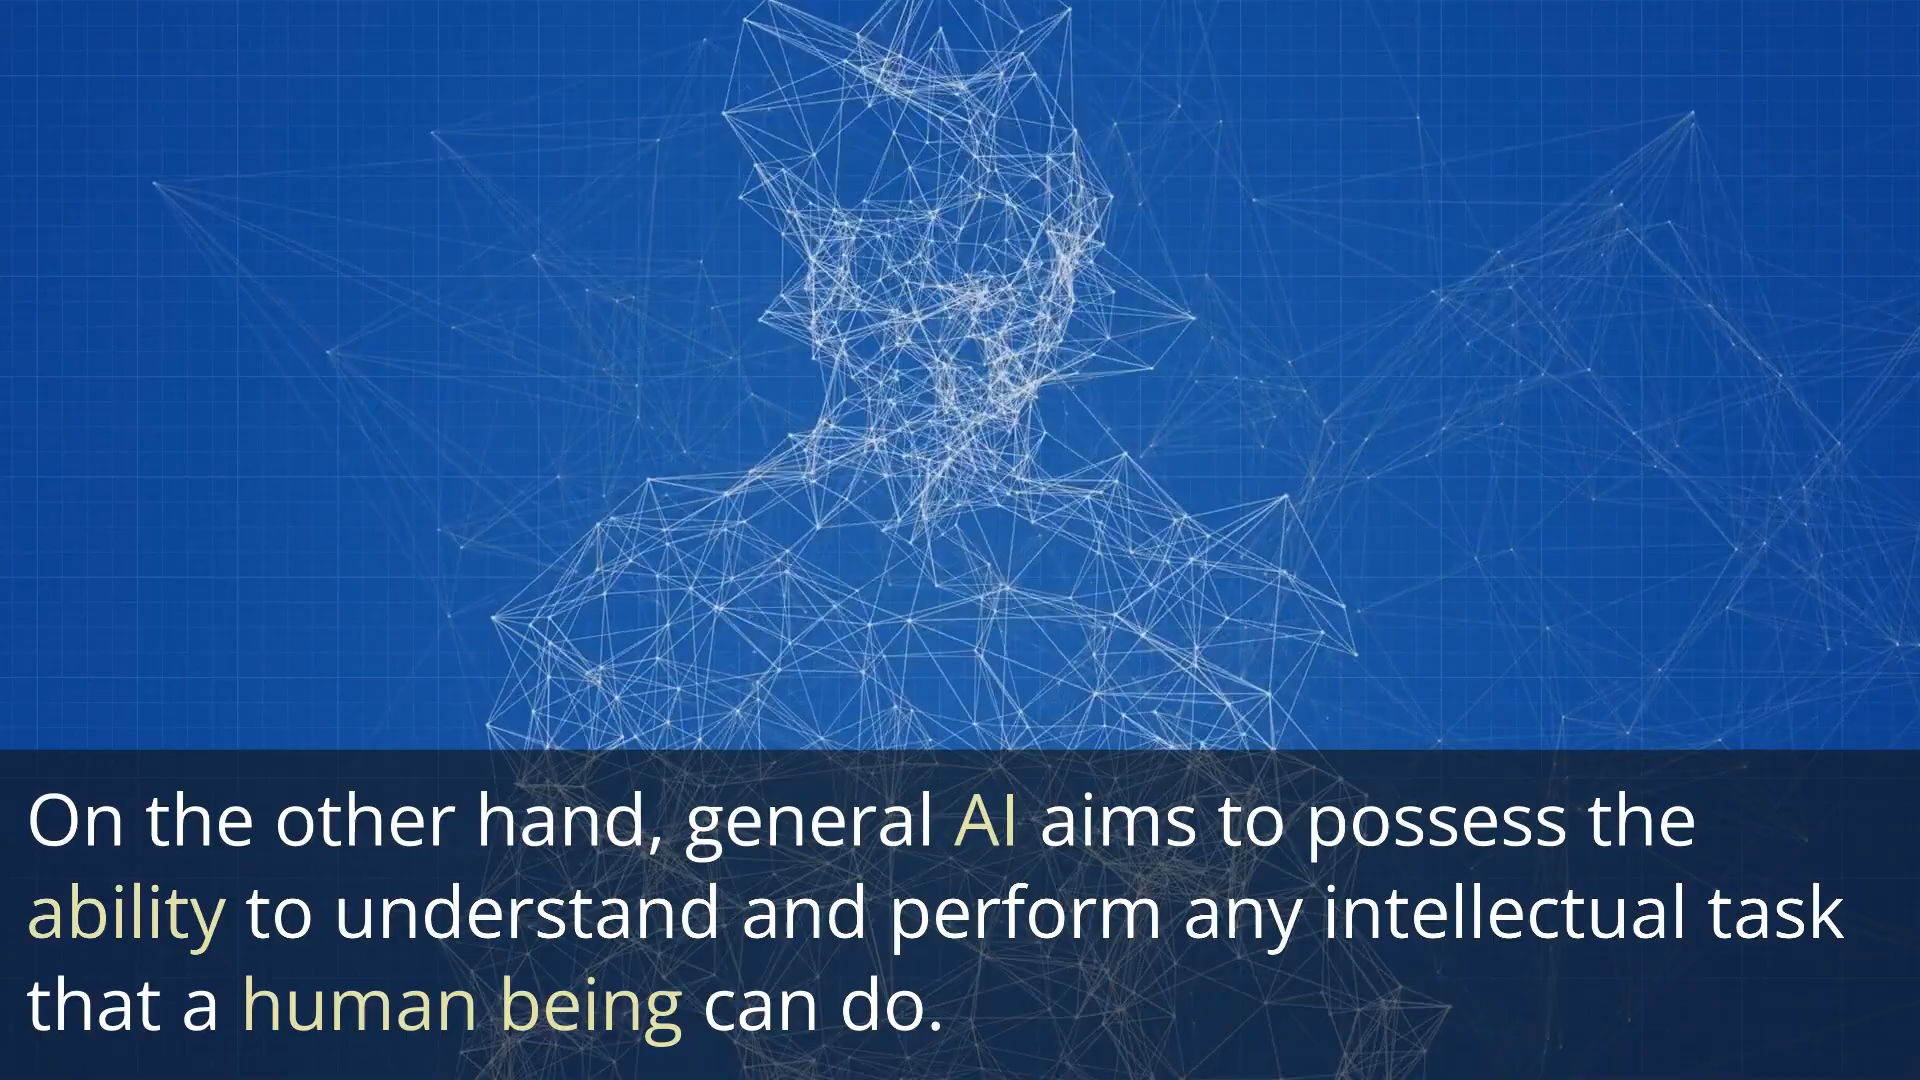 On the other hand, general AI aims to possess the
ability to understand and perform any intellectual task
that a human being can do.